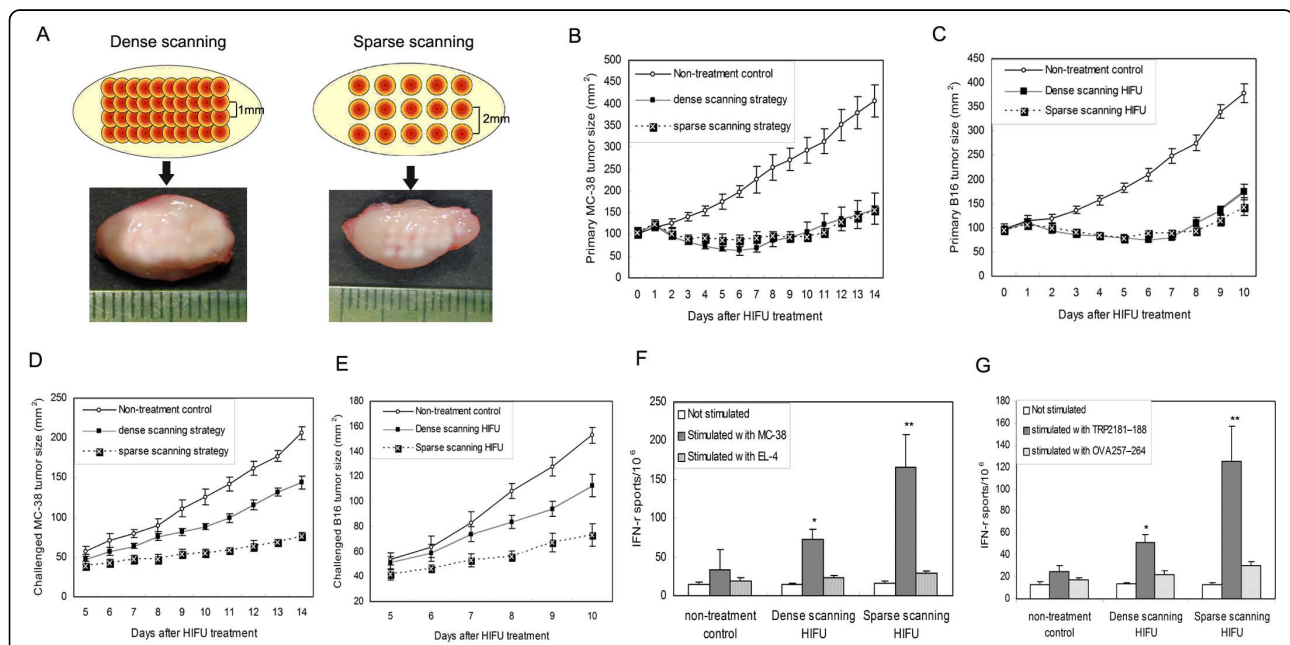 A
Dense scanning
Sparse scanning
1mm
2mm
B
Primary MC-38 tumor size (mm2)
500
450
400
350
300
250
200
150
100
50
0
Non-treatment control
dense scanning strategy
sparse scanning strategy
0 1 2 3 4 5 6 7 8 9 10 11 12 13 14
Days after HIFU treatment
C
Primary B16 tumor size (mm2)
450
400
350
300
250
200
150
100
50
0
Non-treatment control
Dense scanning HIFU
Sparse scanning HIFU
0 1 2 3 4 5 6 7 8 9 10
Days after HIFU treatment
D
Challenged MC-38 tumor size (mm2)
250
200
150
100
50
0
Non-treatment control
dense scanning strategy
sparse scanning strategy
5 6 7 8 9 10 11 12 13 14
Days after HIFU treatment
E
Challenged B16 tumor size (mm2)
180
160
140
120
100
80
60
40
20
Non-treatment control
Dense scanning HIFU
Sparse scanning HIFU
5 6 7 8 9 10
Days after HIFU treatment
F
IFN-r sports/10^6
250
200
150
100
50
0
Not stimulated
Stimulated with MC-38
Stimulated with EL-4
*
**
non-treatment control
Dense scanning HIFU
Sparse scanning HIFU
G
IFN-r sports/10^6
180
160
140
120
100
80
60
40
20
0
Not stimulated
stimulated with TRP2181–188
stimulated with OVA257–264
*
**
non-treatment control
Dense scanning HIFU
Sparse scanning HIFU